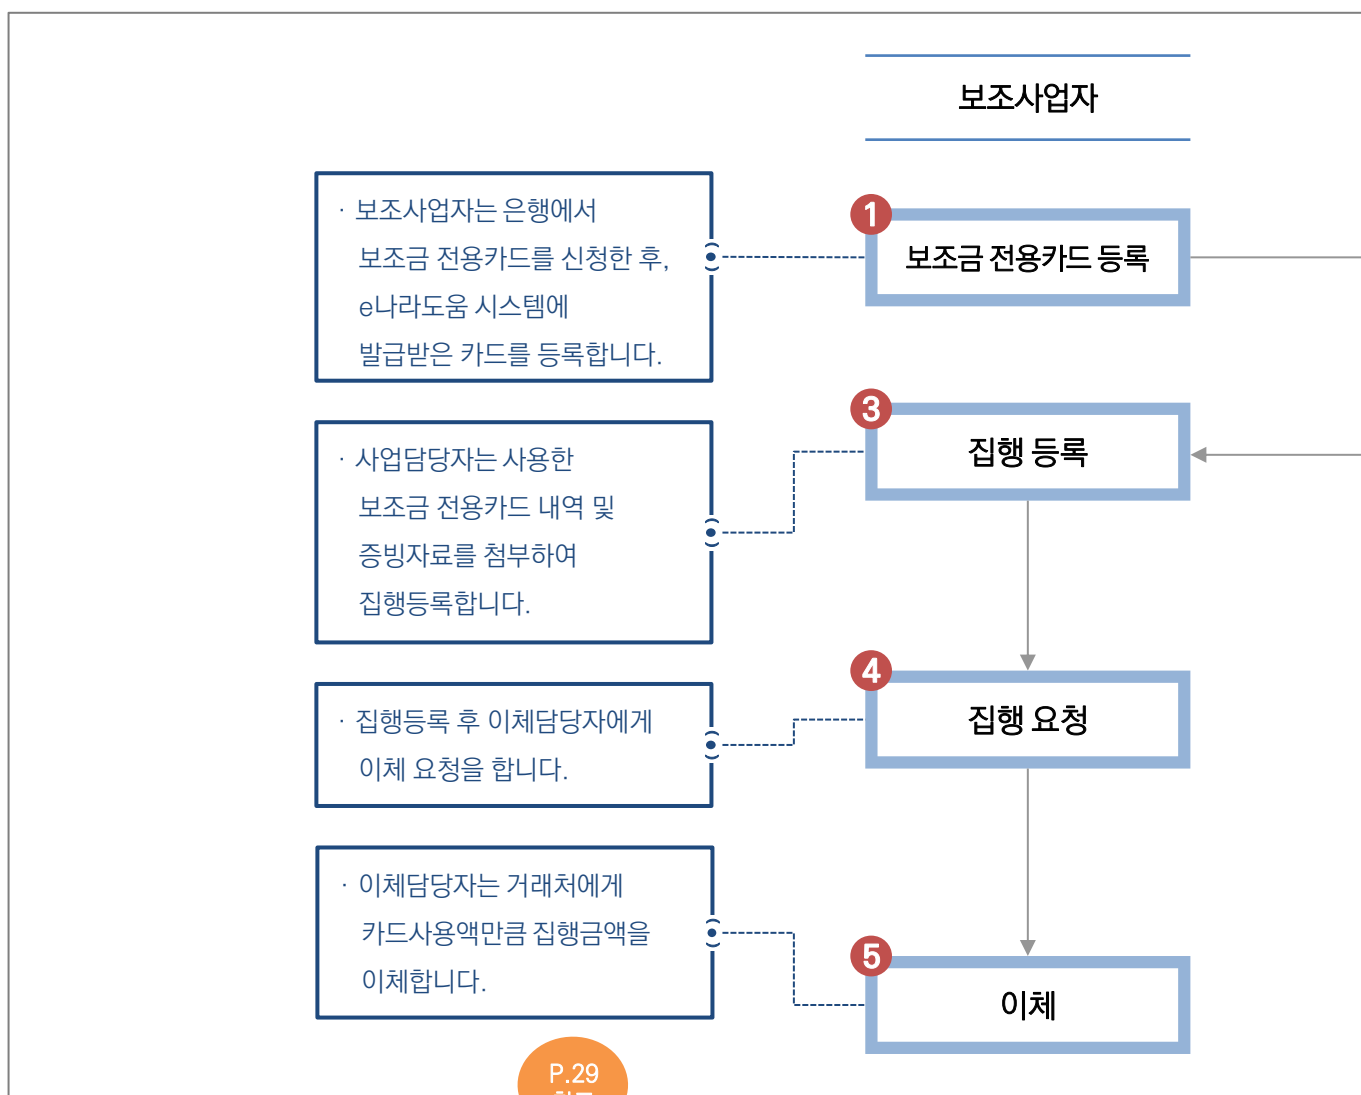 보조사업자
· 보조사업자는 은행에서
보조금 전용카드를 신청한 후,
e나라도움 시스템에
발급받은 카드를 등록합니다.
1
보조금 전용카드 등록
· 사업담당자는 사용한
보조금 전용카드 내역 및
증빙자료를 첨부하여
집행등록합니다.
3
집행 등록
· 집행등록 후 이체담당자에게
이체 요청을 합니다.
4
집행 요청
· 이체담당자는 거래처에게
카드사용액만큼 집행금액을
이체합니다.
5
이체
P.29